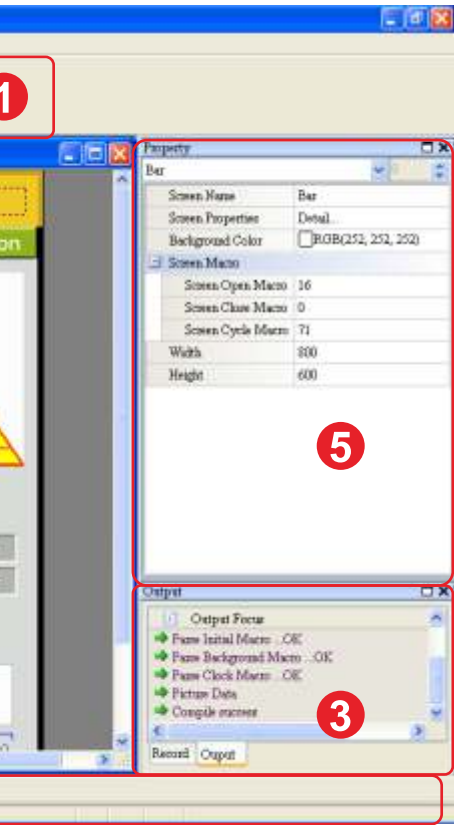 1
Property
Bar
0
on
Screen Name Bar
Screen Properties Detail...
Background Color RGB(252, 252, 252)
Screen Macro
Screen Open Macro 16
Screen Close Macro 0
Screen Cycle Macro 71
Width 800
Height 600
5
Output
Output Focus
Parse Initial Macro ...OK
Parse Background Macro ...OK
Parse Clock Macro ...OK
Picture Data
Compile success
3
Record Ouput